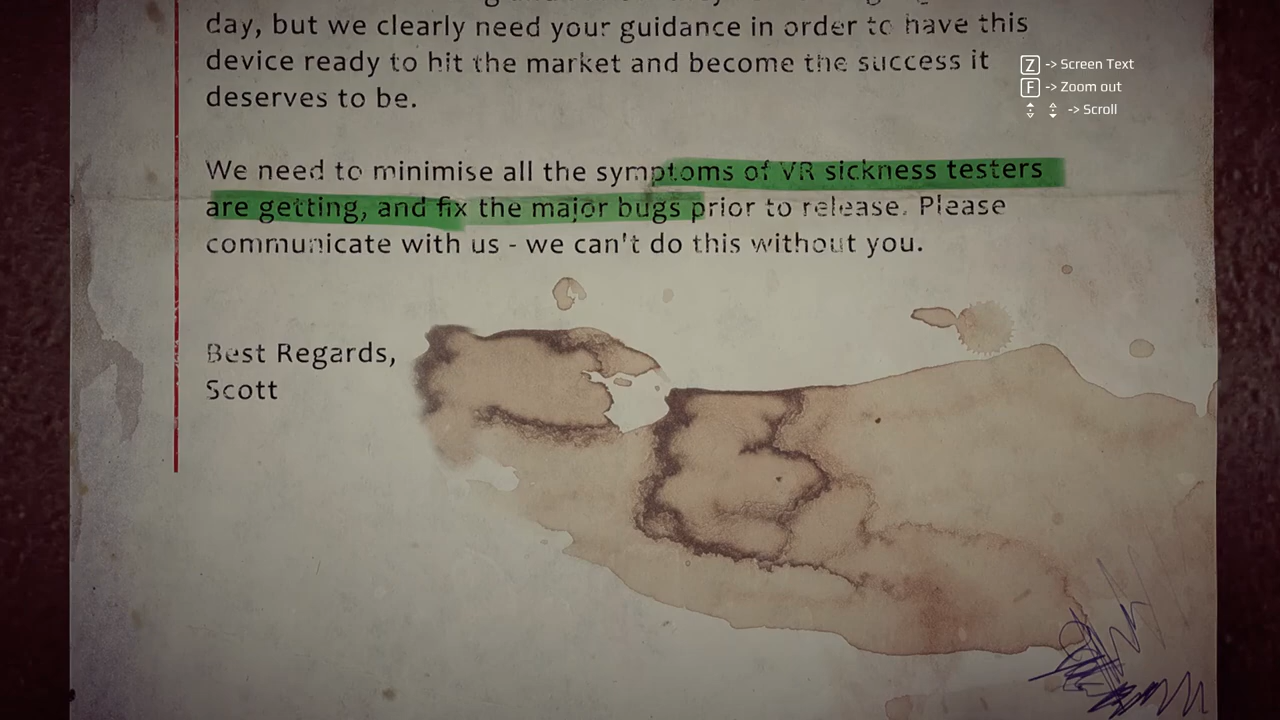 day, but we clearly need your guidance in order to have this
device ready to hit the market and become the success it
deserves to be.
We need to minimise all the symptoms of VR sickness testers
are getting, and fix the major bugs prior to release. Please
communicate with us - we can't do this without you.
Best Regards,
Scott
Z -> Screen Text
F -> Zoom out
-> Scroll